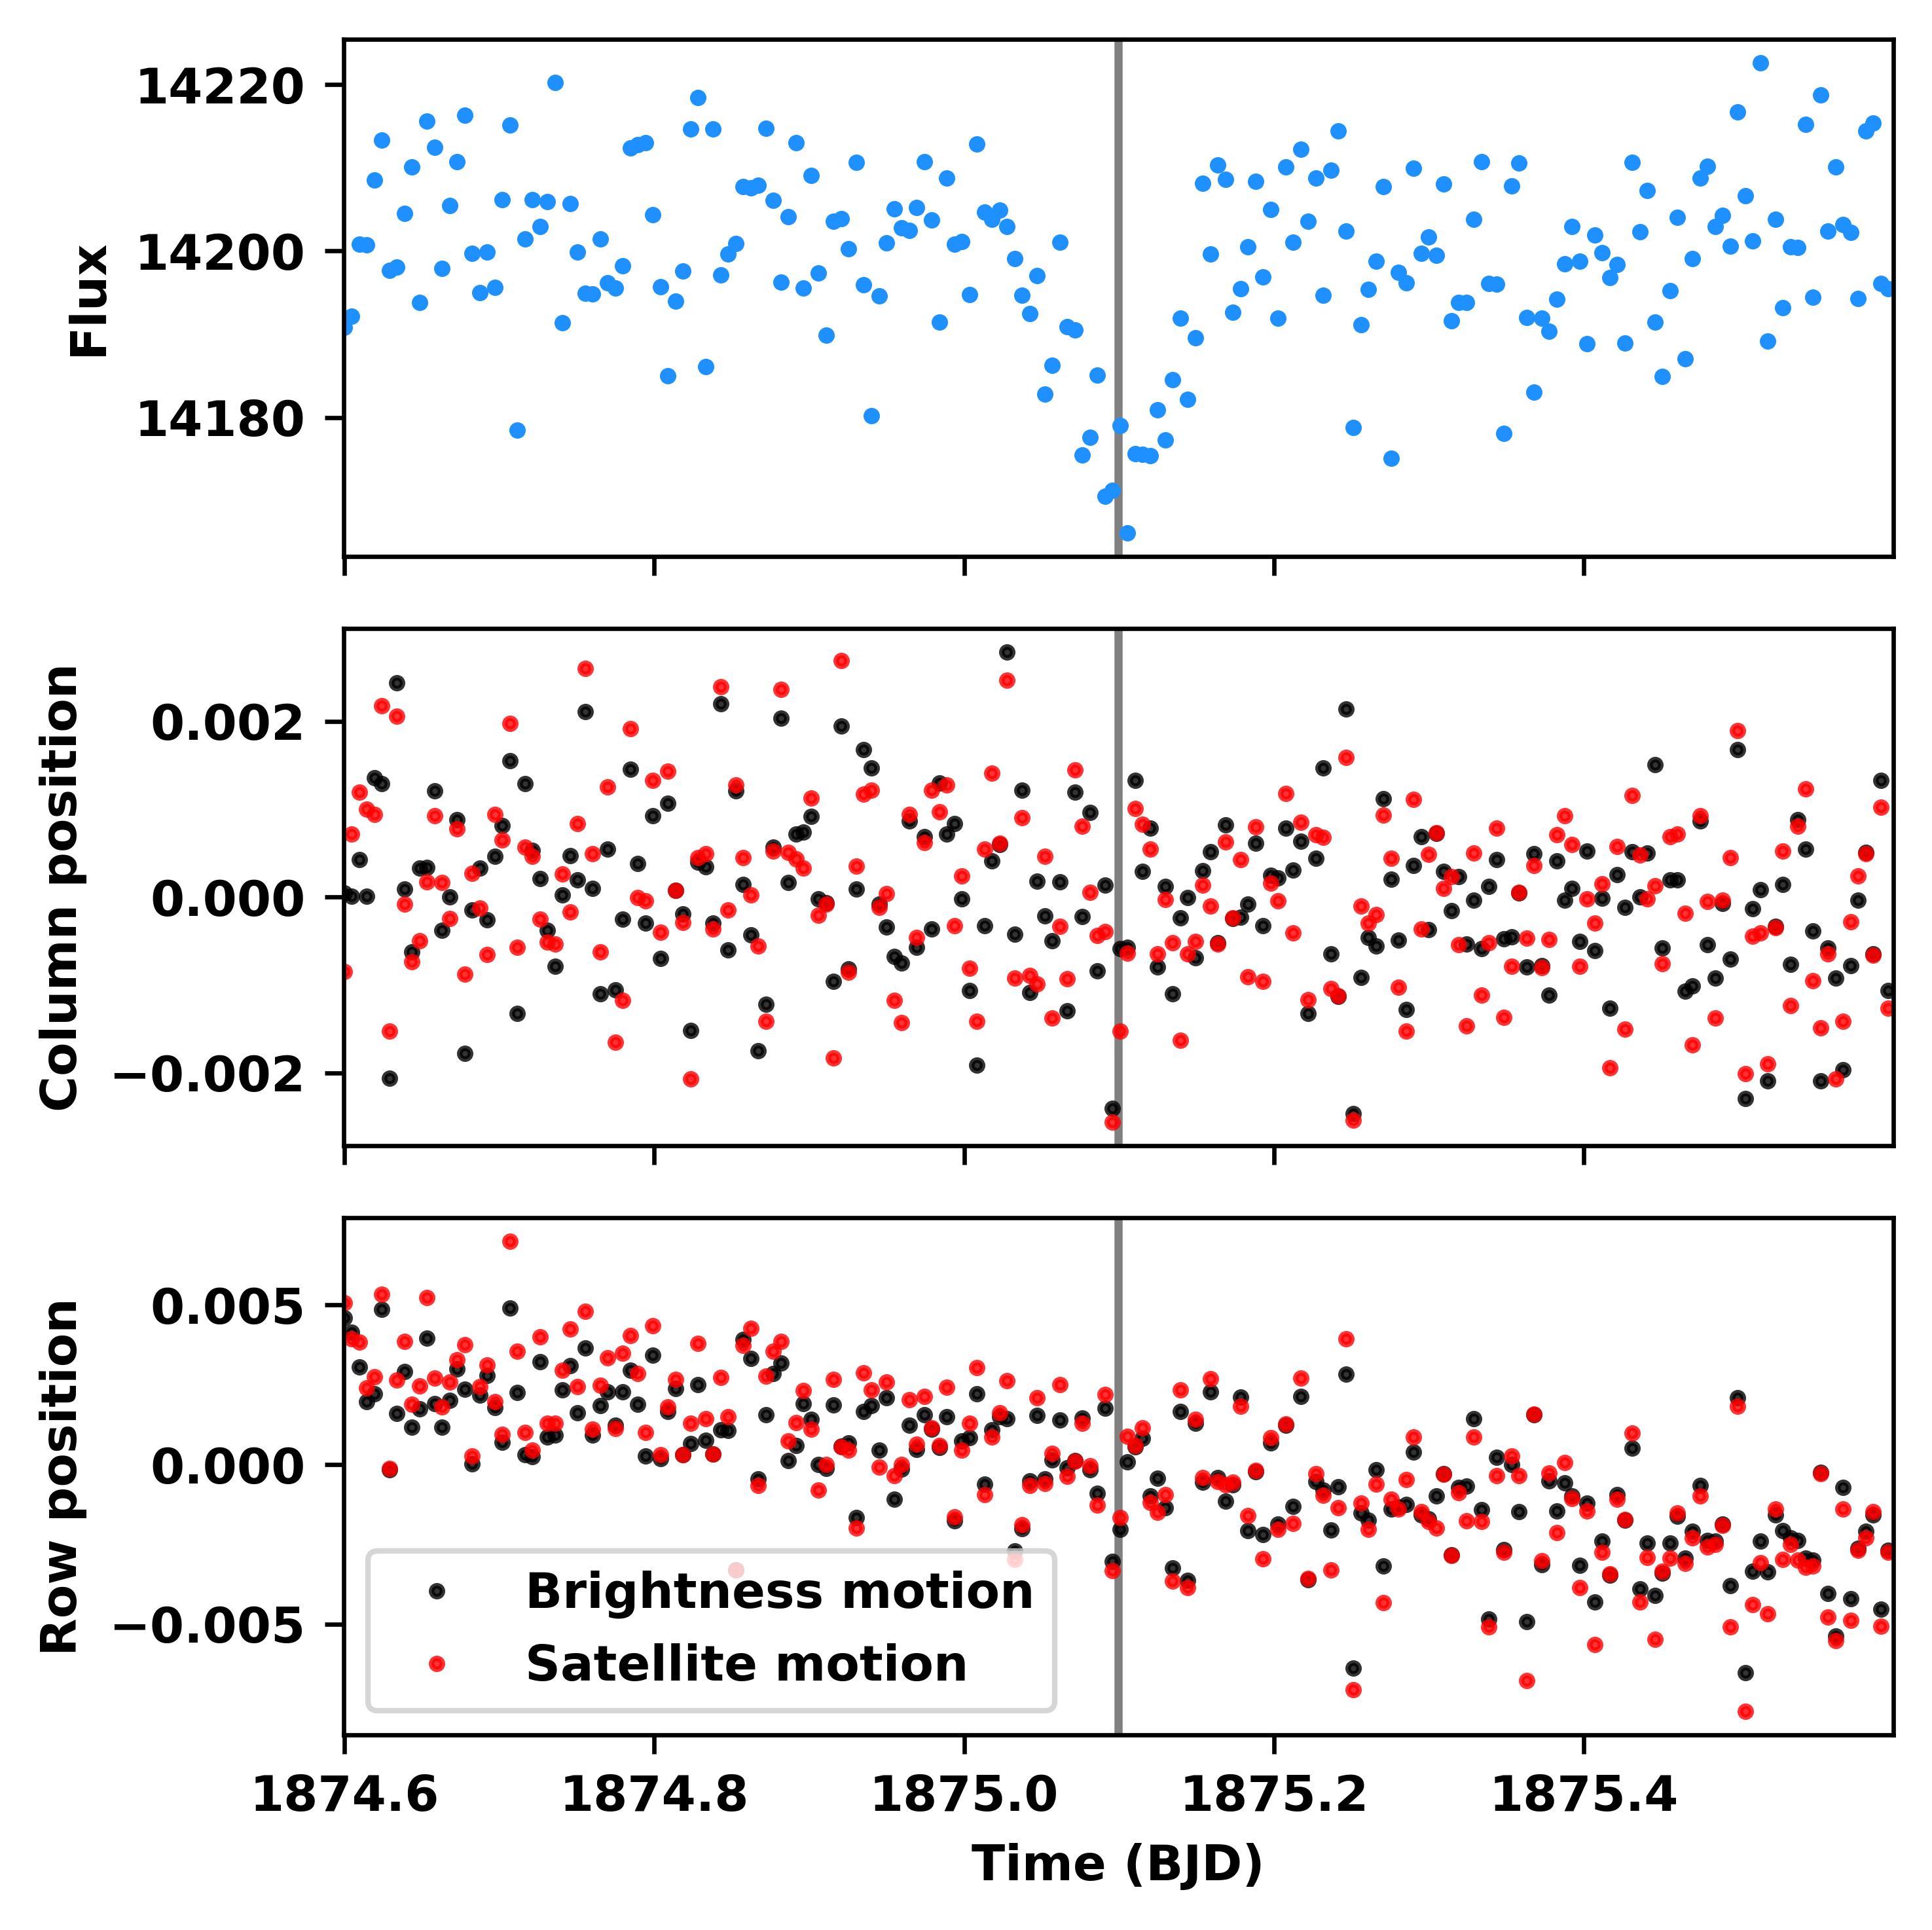 Flux
14220
14200
14180
Column position
0.002
0.000
−0.002
Row position
0.005
0.000
−0.005
Brightness motion
Satellite motion
1874.6 1874.8 1875.0 1875.2 1875.4
Time (BJD)